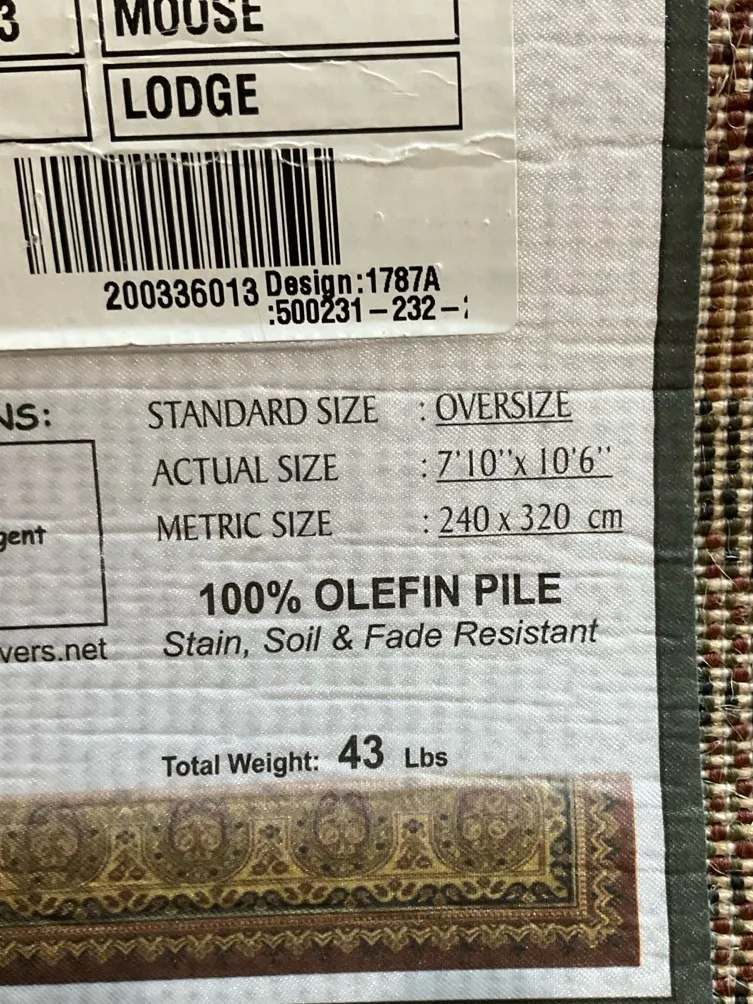 3
MOOSE
LODGE
200336013 Design:1787A
:500231-232-
NS:
STANDARD SIZE : OVERSIZE
ACTUAL SIZE : 7'10"x 10'6"
gent
METRIC SIZE : 240 x 320 cm
100% OLEFIN PILE
vers.net
Stain, Soil & Fade Resistant
Total Weight: 43 Lbs